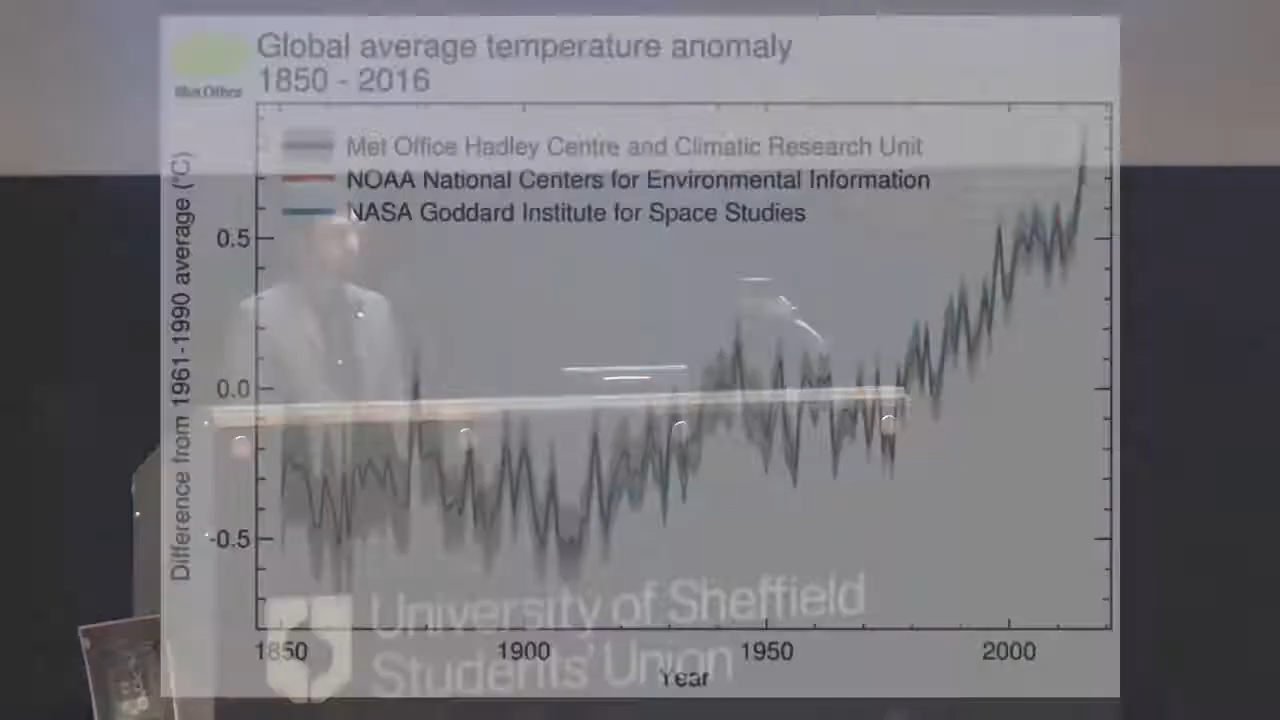 Global average temperature anomaly
1850 - 2016
Met Office
Met Office Hadley Centre and Climatic Research Unit
NOAA National Centers for Environmental Information
NASA Goddard Institute for Space Studies
Difference from 1961-1990 average (°C)
0.5
0.0
-0.5
University of Sheffield
Students' Union
1850 1900 1950 2000
Year